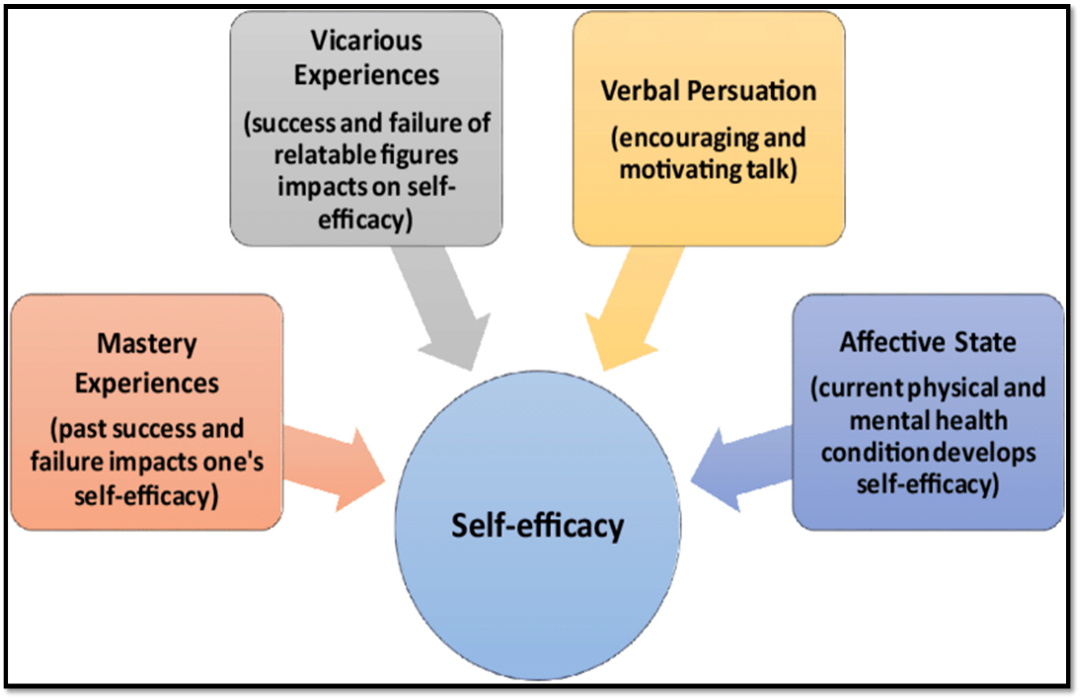 Vicarious
Experiences
(success and failure of
relatable figures
impacts on self-
efficacy)
Verbal Persuation
(encouraging and
motivating talk)
Mastery
Experiences
(past success and
failure impacts one's
self-efficacy)
Affective State
(current physical and
mental health
condition develops
self-efficacy)
Self-efficacy